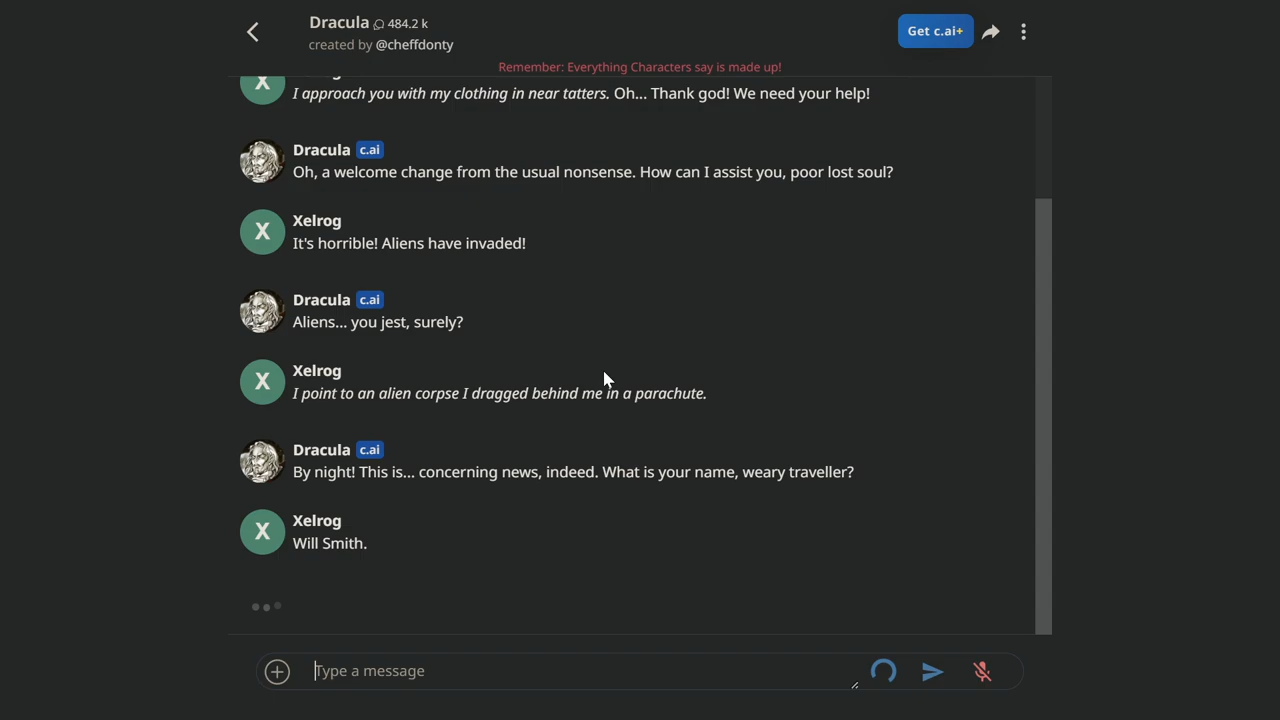 Dracula 484.2 k
created by @cheffdonty
Get c.ai+
Remember: Everything Characters say is made up!
X
I approach you with my clothing in near tatters. Oh... Thank god! We need your help!
Dracula c.ai
Oh, a welcome change from the usual nonsense. How can I assist you, poor lost soul?
Xelrog
X
It's horrible! Aliens have invaded!
Dracula c.ai
Aliens... you jest, surely?
Xelrog
X
I point to an alien corpse I dragged behind me in a parachute.
Dracula c.ai
By night! This is... concerning news, indeed. What is your name, weary traveller?
Xelrog
X
Will Smith.
Type a message